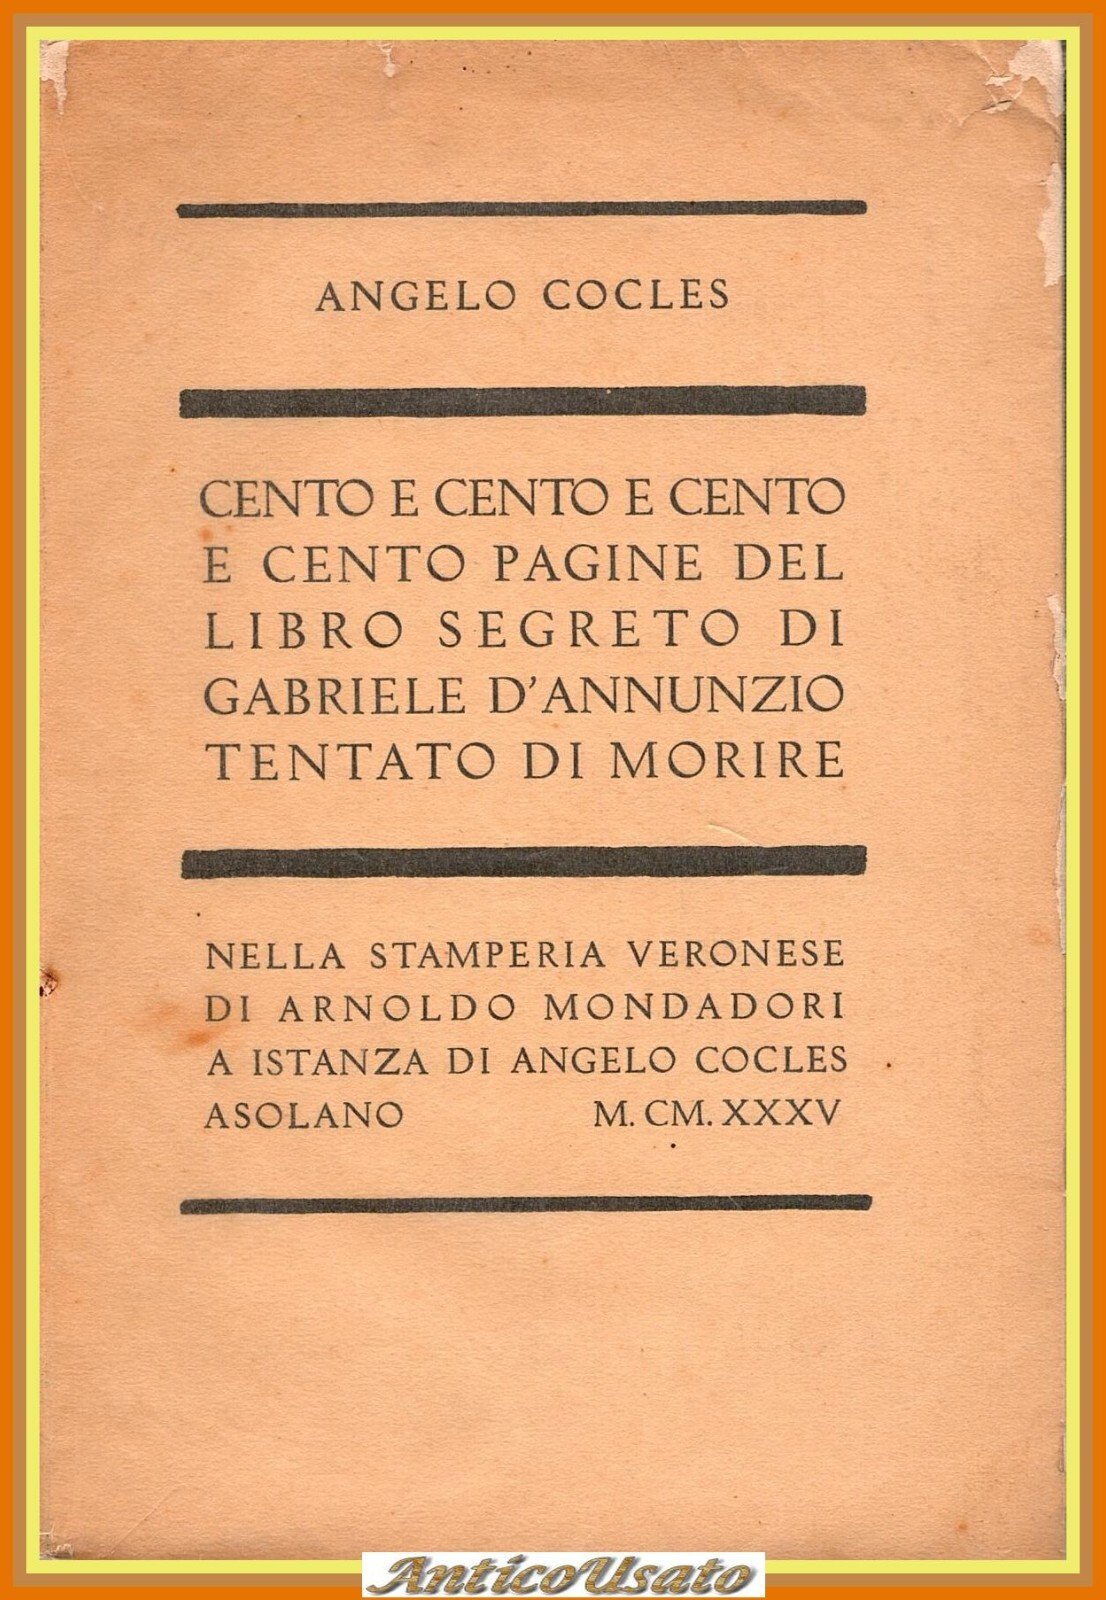 ANGELO COCLES
CENTO E CENTO E CENTO
E CENTO PAGINE DEL
LIBRO SEGRETO DI
GABRIELE D'ANNUNZIO
TENTATO DI MORIRE
NELLA STAMPERIA VERONESE
DI ARNOLDO MONDADORI
A ISTANZA DI ANGELO COCLES
ASOLANO M. CM. XXXV
AnticoUsato